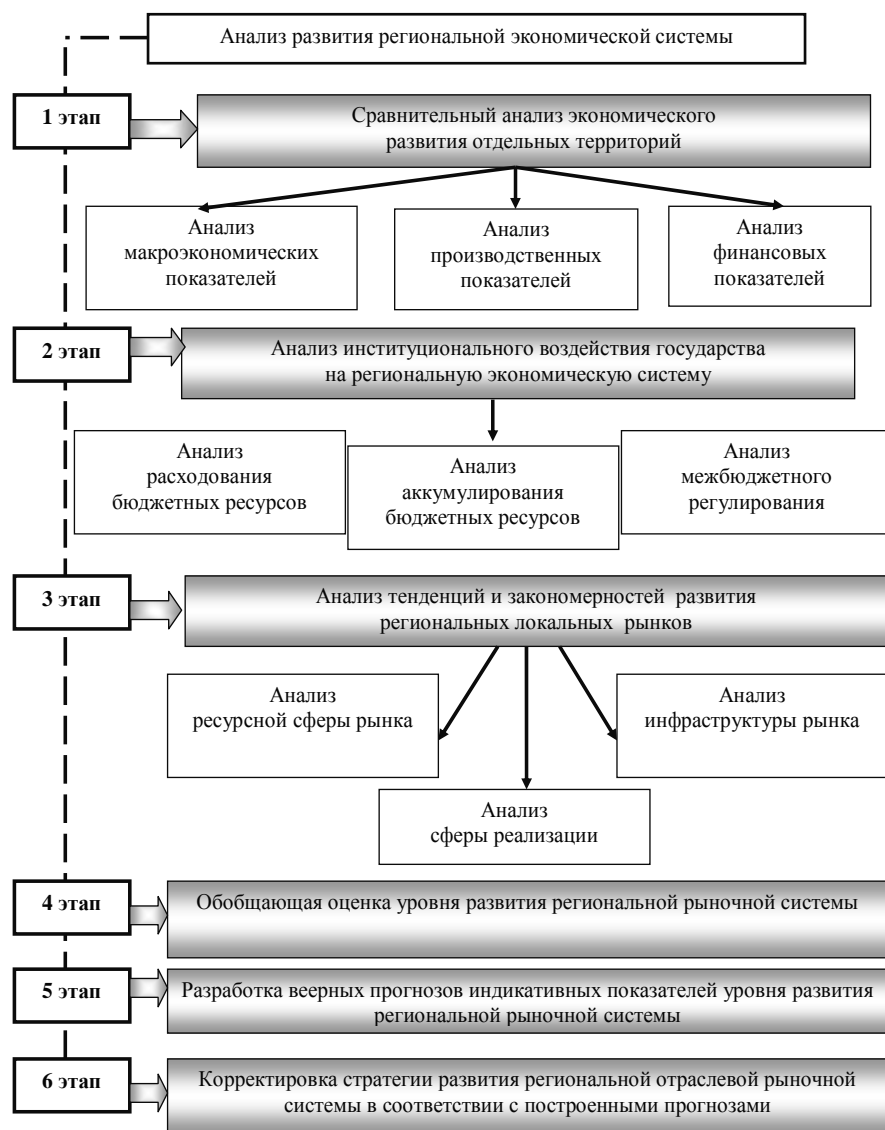 Анализ развития региональной экономической системы
1 этап
Сравнительный анализ экономического
развития отдельных территорий
Анализ
макроэкономических
показателей
Анализ
производственных
показателей
Анализ
финансовых
показателей
2 этап
Анализ институционального воздействия государства
на региональную экономическую систему
Анализ
расходования
бюджетных ресурсов
Анализ
аккумулирования
бюджетных ресурсов
Анализ
межбюджетного
регулирования
3 этап
Анализ тенденций и закономерностей развития
региональных локальных рынков
Анализ
ресурсной сферы рынка
Анализ
инфраструктуры рынка
Анализ
сферы реализации
4 этап
Обобщающая оценка уровня развития региональной рыночной системы
5 этап
Разработка веерных прогнозов индикативных показателей уровня развития
региональной рыночной системы
6 этап
Корректировка стратегии развития региональной отраслевой рыночной
системы в соответствии с построенными прогнозами